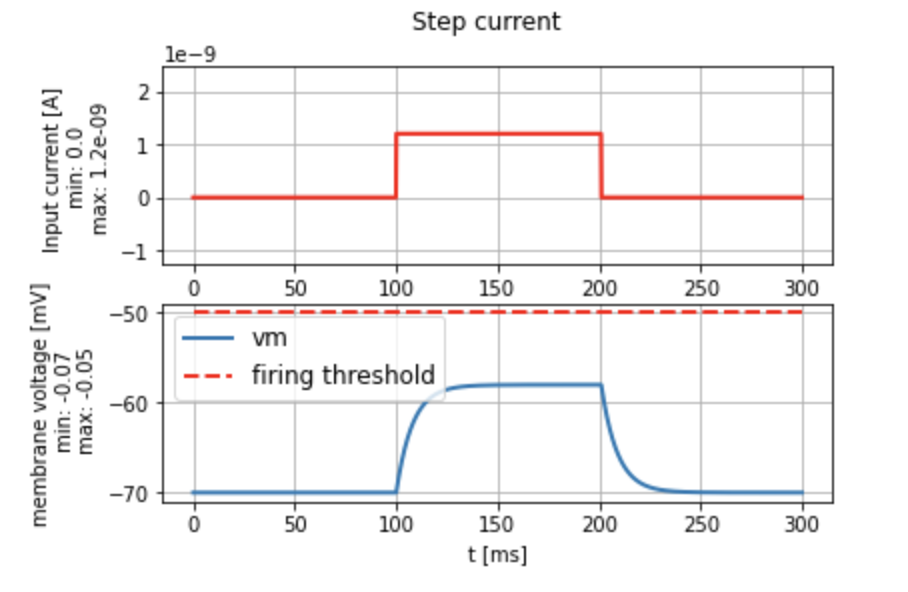 Step current
1e−9
Input current [A]
min: 0.0
max: 1.2e-09
2
1
0
−1
0 50 100 150 200 250 300
membrane voltage [mV]
min: -0.07
max: -0.05
−50
−60
−70
vm
firing threshold
0 50 100 150 200 250 300
t [ms]